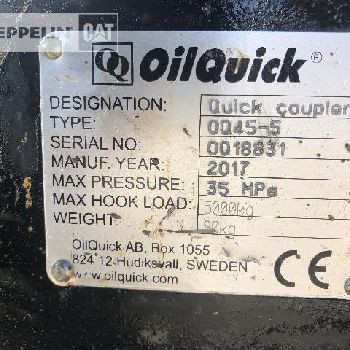 ZEPPELIN CAT
OilQuick®
DESIGNATION: Quick coupler
TYPE: OQ45-5
SERIAL NO: OQ18831
MANUF. YEAR: 2017
MAX PRESSURE: 35 MPa
MAX HOOK LOAD:
WEIGHT:
OilQuick AB, Box 1055
824 12 Hudiksvall, SWEDEN
www.oilquick.com
CE